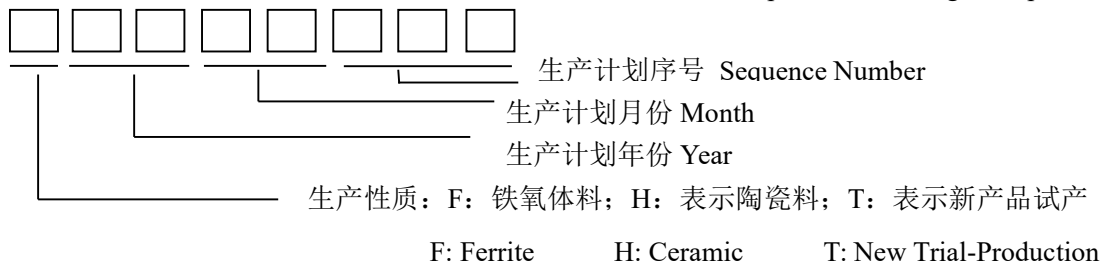 生产计划序号 Sequence Number
生产计划月份 Month
生产计划年份 Year
生产性质：F：铁氧体料；H：表示陶瓷料；T：表示新产品试产
F: Ferrite H: Ceramic T: New Trial-Production